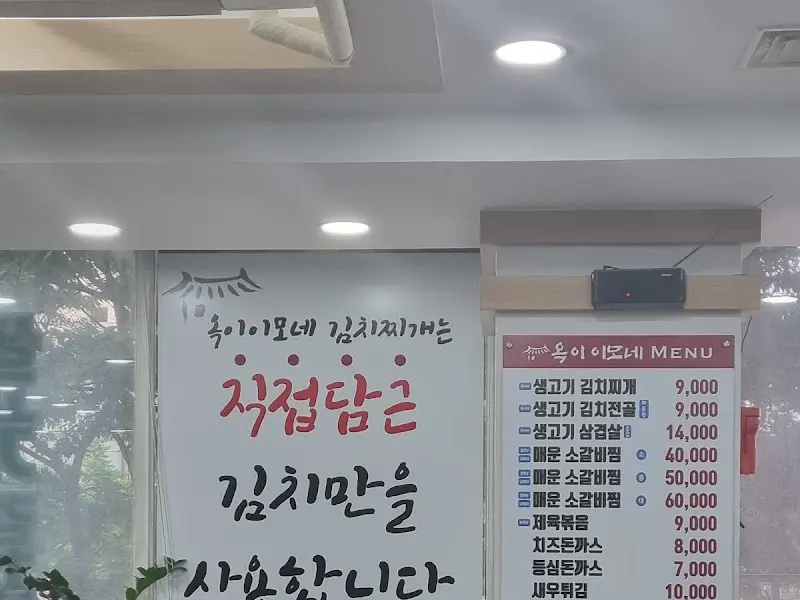 옥이이모네 김치찌개는
직접담근
김치만을
사용합니다
옥이 이모네 MENU
생고기 김치찌개 9,000
생고기 김치전골 9,000
생고기 삼겹살 14,000
매운 소갈비찜 소 40,000
매운 소갈비찜 중 50,000
매운 소갈비찜 대 60,000
제육볶음 9,000
치즈돈까스 8,000
등심돈까스 7,000
새우튀김 10,000